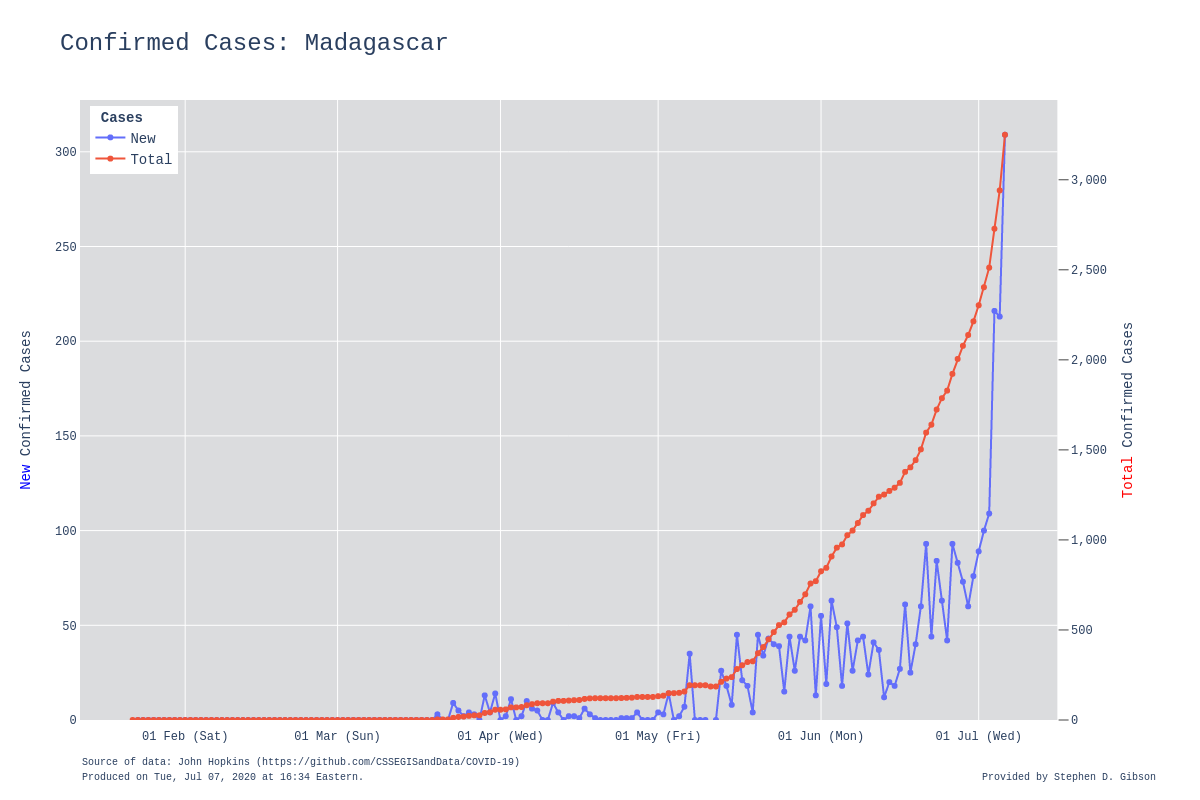 Confirmed Cases: Madagascar
Cases
New
Total
300
250
200
150
100
50
0
New Confirmed Cases
3,000
2,500
2,000
1,500
1,000
500
0
Total Confirmed Cases
01 Feb (Sat) 01 Mar (Sun) 01 Apr (Wed) 01 May (Fri) 01 Jun (Mon) 01 Jul (Wed)
Source of data: John Hopkins (https://github.com/CSSEGISandData/COVID-19)
Produced on Tue, Jul 07, 2020 at 16:34 Eastern.
Provided by Stephen D. Gibson